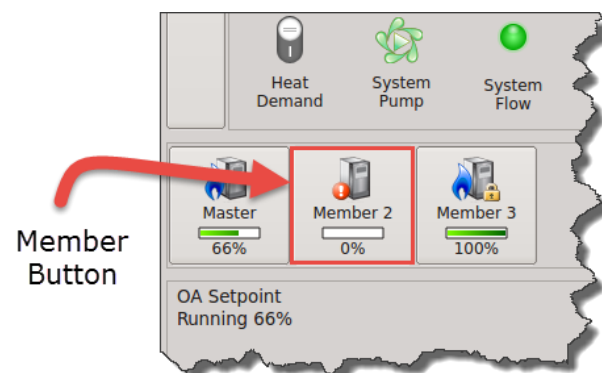 Heat
Demand
System
Pump
System
Flow
Master
66%
Member 2
0%
Member 3
100%
Member
Button
OA Setpoint
Running 66%